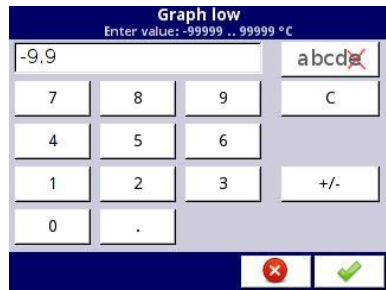 Graph low
Enter value: -99999 .. 99999 °C
-9.9
abcde
7 8 9 C
4 5 6
1 2 3 +/-
0 .